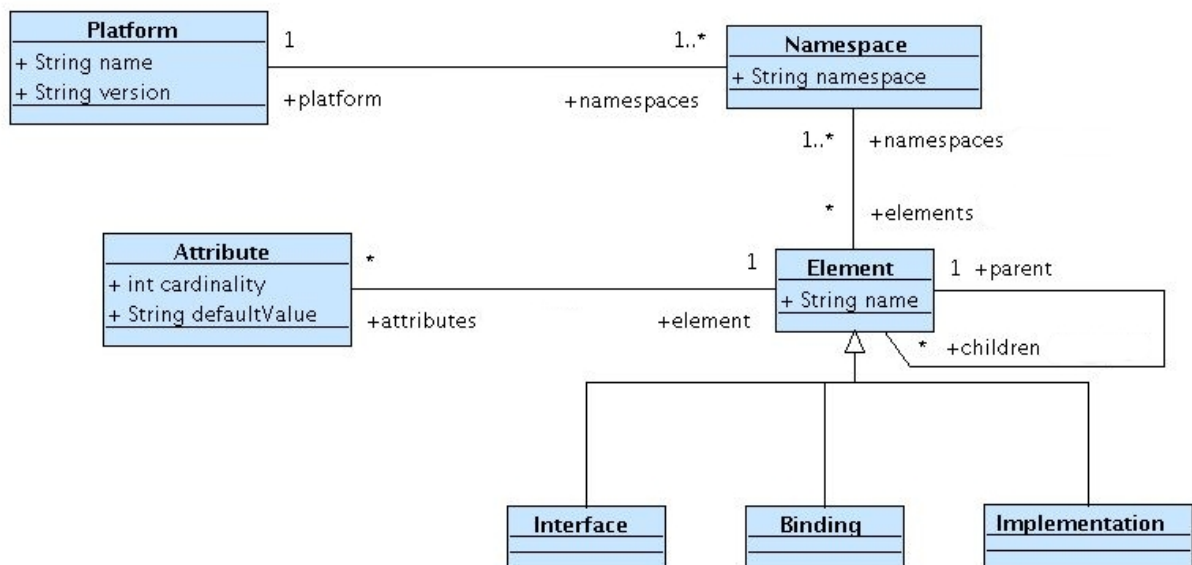 Platform
+ String name
+ String version
1
1..*
+platform
+namespaces
Namespace
+ String namespace
1..*
+namespaces
*
+elements
Attribute
+ int cardinality
+ String defaultValue
*
+attributes
1
+element
Element
+ String name
1
+parent
*
+children
Interface
Binding
Implementation